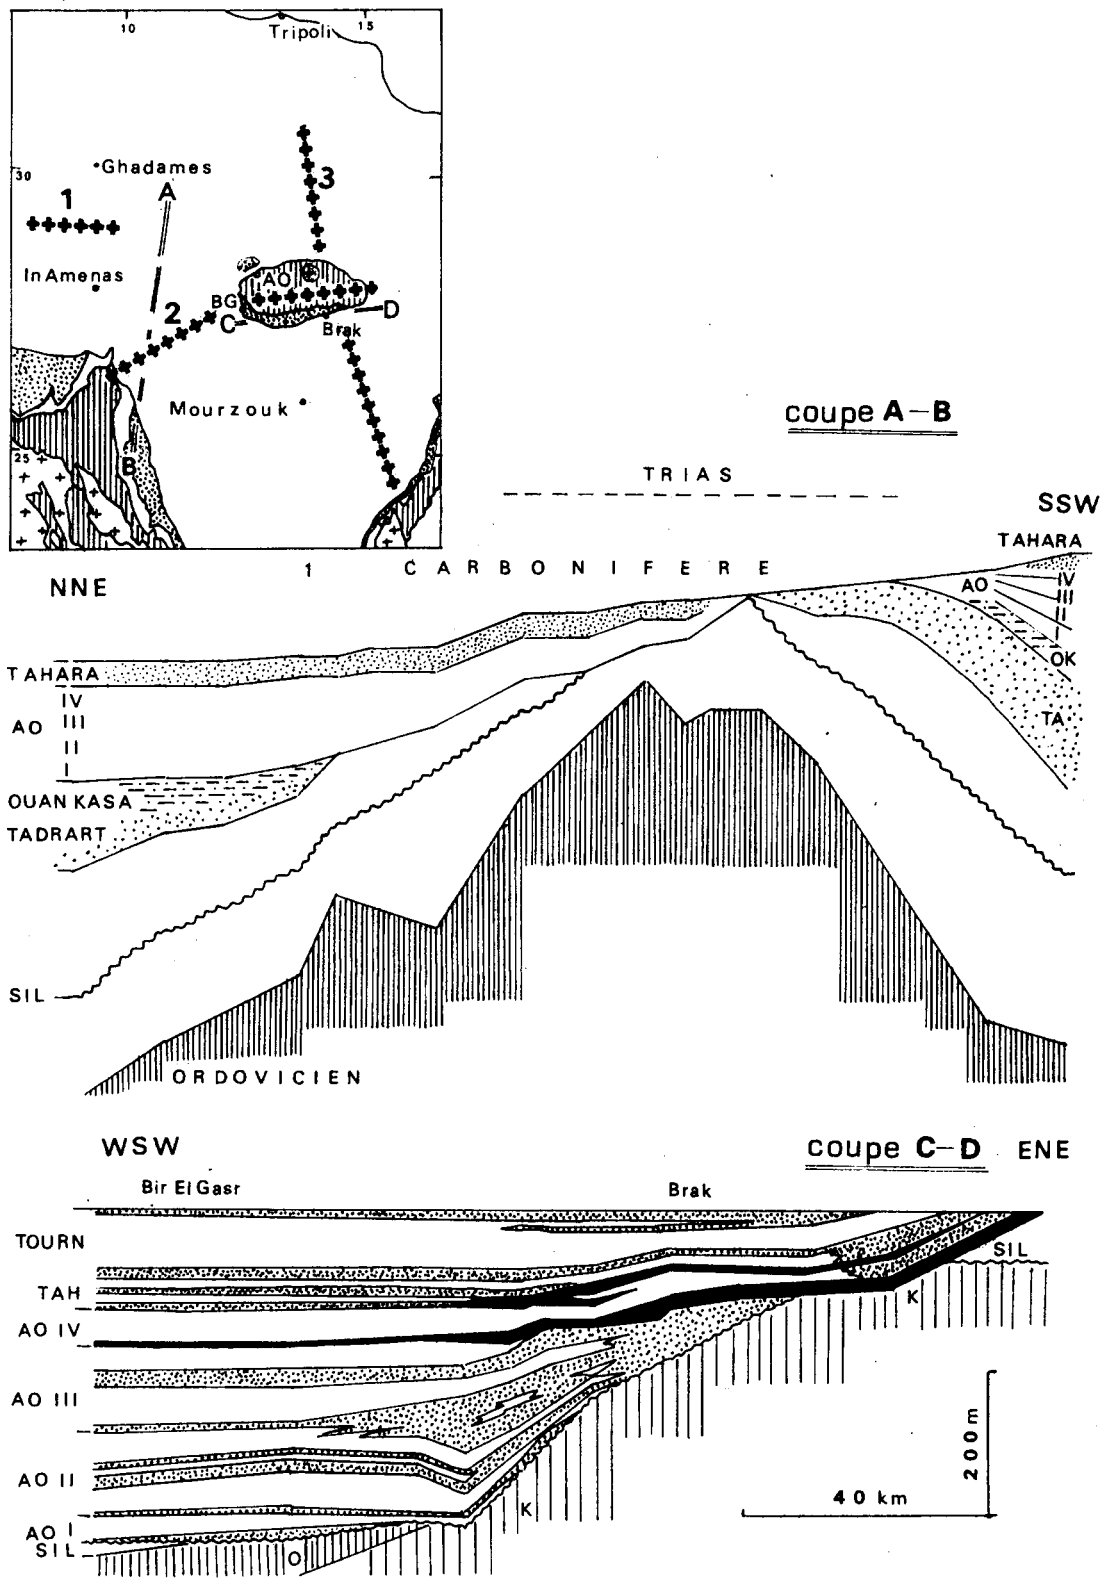 10
15
Tripoli
30
Ghadames
A
3
1
In Amenas
AO
2
BG
D
C
Brak
Mourzouk
25
B
coupe A-B
TRIAS
SSW
TAHARA
1 CARBONIFERE
NNE
AO
IV
III
II
I
OK
TAHARA
IV
AO III
II
I
TA
OUAN KASA
TADRART
SIL
ORDOVICIEN
WSW
coupe C-D ENE
Bir El Gasr
Brak
TOURN
SIL
TAH
K
AO IV
AO III
AO II
K
200m
40 km
AO I
SIL
O